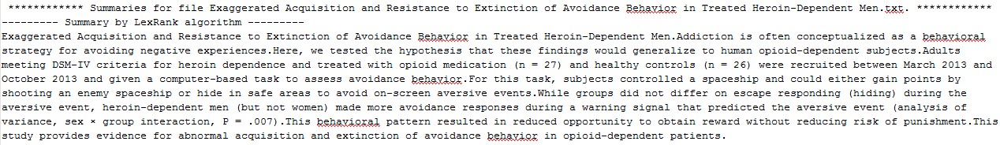 ************ Summaries for file Exaggerated Acquisition and Resistance to Extinction of Avoidance Behavior in Treated Heroin-Dependent Men.txt. ************
--------- Summary by LexRank algorithm ---------
Exaggerated Acquisition and Resistance to Extinction of Avoidance Behavior in Treated Heroin-Dependent Men.Addiction is often conceptualized as a behavioral
strategy for avoiding negative experiences.Here, we tested the hypothesis that these findings would generalize to human opioid-dependent subjects.Adults
meeting DSM-IV criteria for heroin dependence and treated with opioid medication (n = 27) and healthy controls (n = 26) were recruited between March 2013 and
October 2013 and given a computer-based task to assess avoidance behavior.For this task, subjects controlled a spaceship and could either gain points by
shooting an enemy spaceship or hide in safe areas to avoid on-screen aversive events.While groups did not differ on escape responding (hiding) during the
aversive event, heroin-dependent men (but not women) made more avoidance responses during a warning signal that predicted the aversive event (analysis of
variance, sex × group interaction, P = .007).This behavioral pattern resulted in reduced opportunity to obtain reward without reducing risk of punishment.This
study provides evidence for abnormal acquisition and extinction of avoidance behavior in opioid-dependent patients.